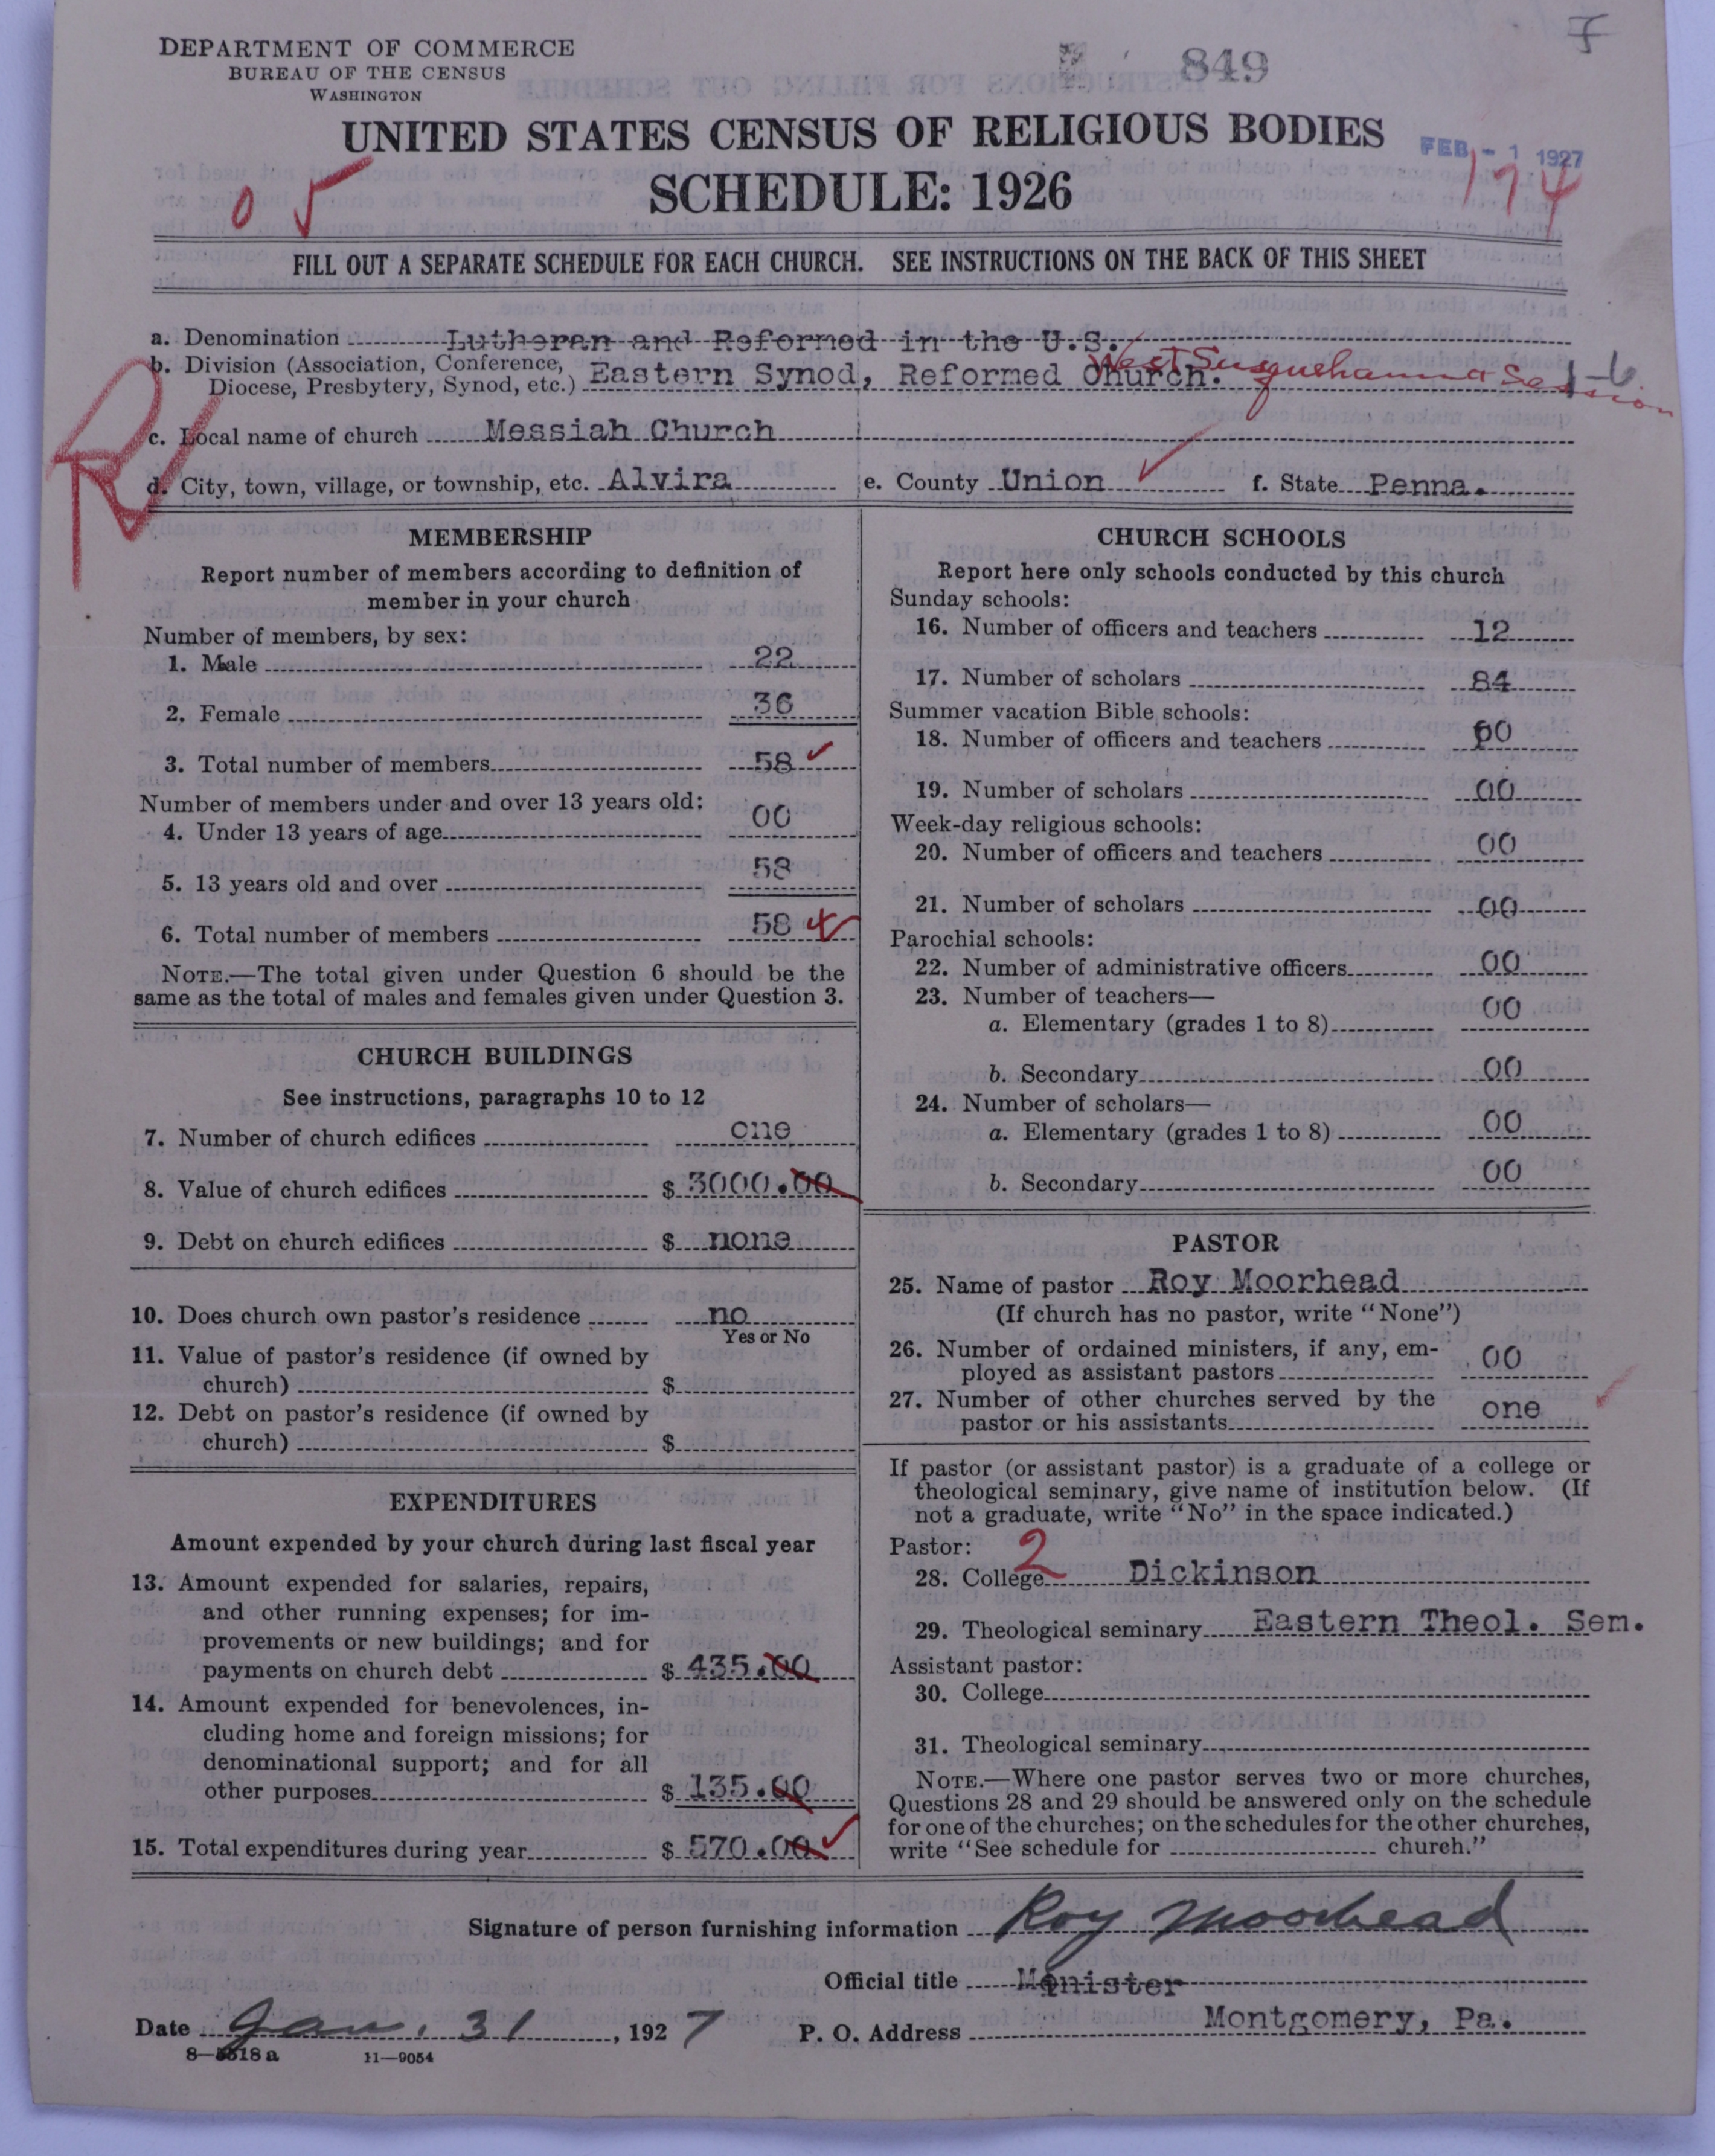 F
DEPARTMENT OF COMMERCE
BUREAU OF THE CENSUS
WASHINGTON
849
UNITED STATES CENSUS OF RELIGIOUS BODIES
FEB - 1 1927
174
05
SCHEDULE: 1926
FILL OUT A SEPARATE SCHEDULE FOR EACH CHURCH. SEE INSTRUCTIONS ON THE BACK OF THIS SHEET
a. Denomination Lutheran and Reformed in the U.S.
b. Division (Association, Conference, Diocese, Presbytery, Synod, etc.) Eastern Synod, Reformed Church. West Susquehanna Session 1-6
R
c. Local name of church Messiah Church
d. City, town, village, or township, etc. Alvira e. County Union f. State Penna.
MEMBERSHIP
Report number of members according to definition of
member in your church
Number of members, by sex:
1. Male 22
2. Female 36
3. Total number of members 58
Number of members under and over 13 years old:
4. Under 13 years of age 00
5. 13 years old and over 58
6. Total number of members 58
NOTE.—The total given under Question 6 should be the
same as the total of males and females given under Question 3.
CHURCH BUILDINGS
See instructions, paragraphs 10 to 12
7. Number of church edifices one
8. Value of church edifices $ 3000.00
9. Debt on church edifices $ none
10. Does church own pastor's residence no
Yes or No
11. Value of pastor's residence (if owned by
church) $
12. Debt on pastor's residence (if owned by
church) $
EXPENDITURES
Amount expended by your church during last fiscal year
13. Amount expended for salaries, repairs,
and other running expenses; for im-
provements or new buildings; and for
payments on church debt $ 435.00
14. Amount expended for benevolences, in-
cluding home and foreign missions; for
denominational support; and for all
other purposes $ 135.00
15. Total expenditures during year $ 570.00
CHURCH SCHOOLS
Report here only schools conducted by this church
Sunday schools:
16. Number of officers and teachers 12
17. Number of scholars 84
Summer vacation Bible schools:
18. Number of officers and teachers 00
19. Number of scholars 00
Week-day religious schools:
20. Number of officers and teachers 00
21. Number of scholars 00
Parochial schools:
22. Number of administrative officers 00
23. Number of teachers—
a. Elementary (grades 1 to 8) 00
b. Secondary 00
24. Number of scholars—
a. Elementary (grades 1 to 8) 00
b. Secondary 00
PASTOR
25. Name of pastor Roy Moorhead
(If church has no pastor, write "None")
26. Number of ordained ministers, if any, em-
ployed as assistant pastors 00
27. Number of other churches served by the
pastor or his assistants one
If pastor (or assistant pastor) is a graduate of a college or
theological seminary, give name of institution below. (If
not a graduate, write "No" in the space indicated.)
Pastor: 2
28. College Dickinson
29. Theological seminary Eastern Theol. Sem.
Assistant pastor:
30. College
31. Theological seminary
NOTE.—Where one pastor serves two or more churches,
Questions 28 and 29 should be answered only on the schedule
for one of the churches; on the schedules for the other churches,
write "See schedule for church."
Signature of person furnishing information Roy Moorhead
Official title Minister
Date Jan. 31, 1927 P. O. Address Montgomery, Pa.
8—5518 a 11—9054